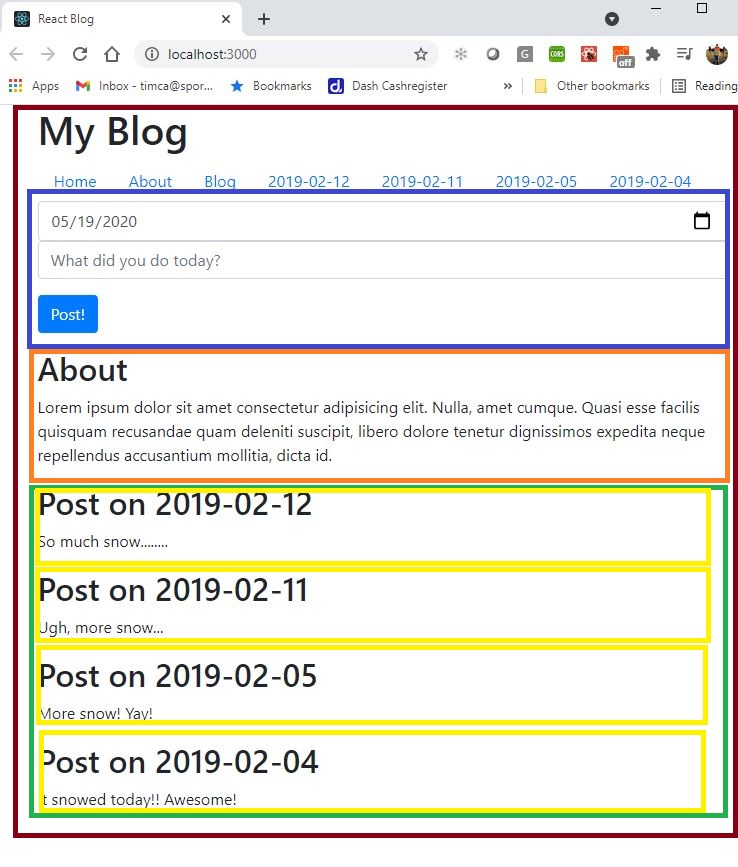 React Blog
localhost:3000
G
CORS
off
Apps
Inbox - timca@spor...
Bookmarks
Dash Cashregister
»
Other bookmarks
Reading
My Blog
Home About Blog 2019-02-12 2019-02-11 2019-02-05 2019-02-04
05/19/2020
What did you do today?
Post!
About
Lorem ipsum dolor sit amet consectetur adipisicing elit. Nulla, amet cumque. Quasi esse facilis
quisquam recusandae quam deleniti suscipit, libero dolore tenetur dignissimos expedita neque
repellendus accusantium mollitia, dicta id.
Post on 2019-02-12
So much snow........
Post on 2019-02-11
Ugh, more snow...
Post on 2019-02-05
More snow! Yay!
Post on 2019-02-04
It snowed today!! Awesome!